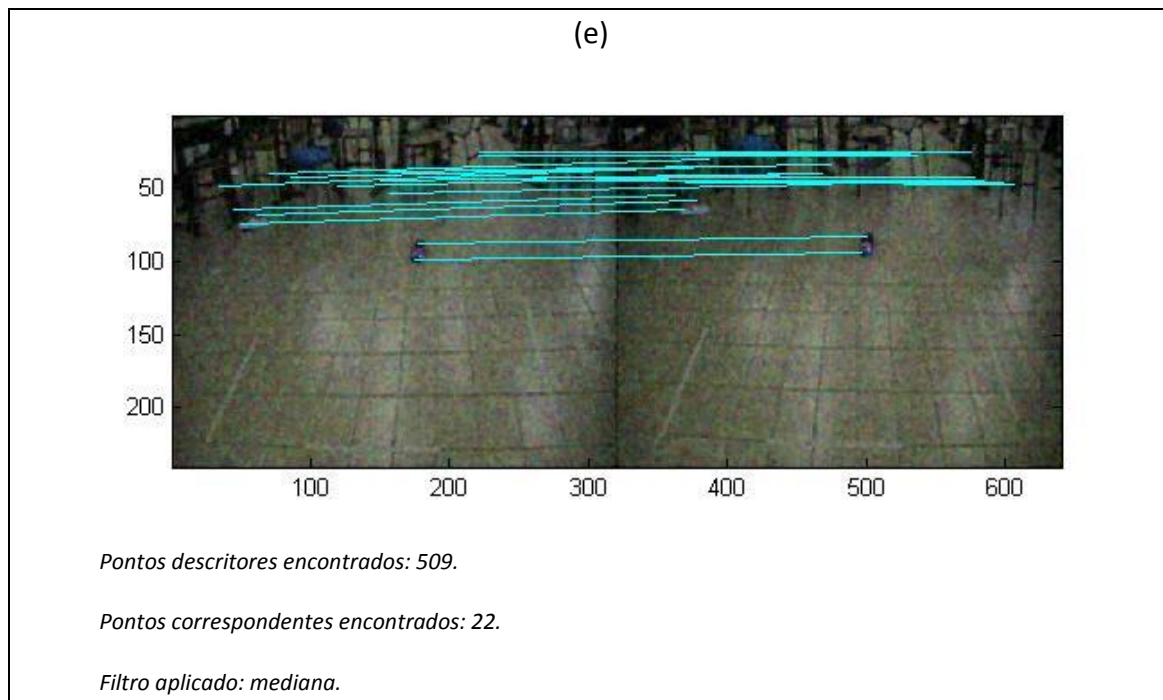 (e)
50
100
150
200
100 200 300 400 500 600
Pontos descritores encontrados: 509.
Pontos correspondentes encontrados: 22.
Filtro aplicado: mediana.